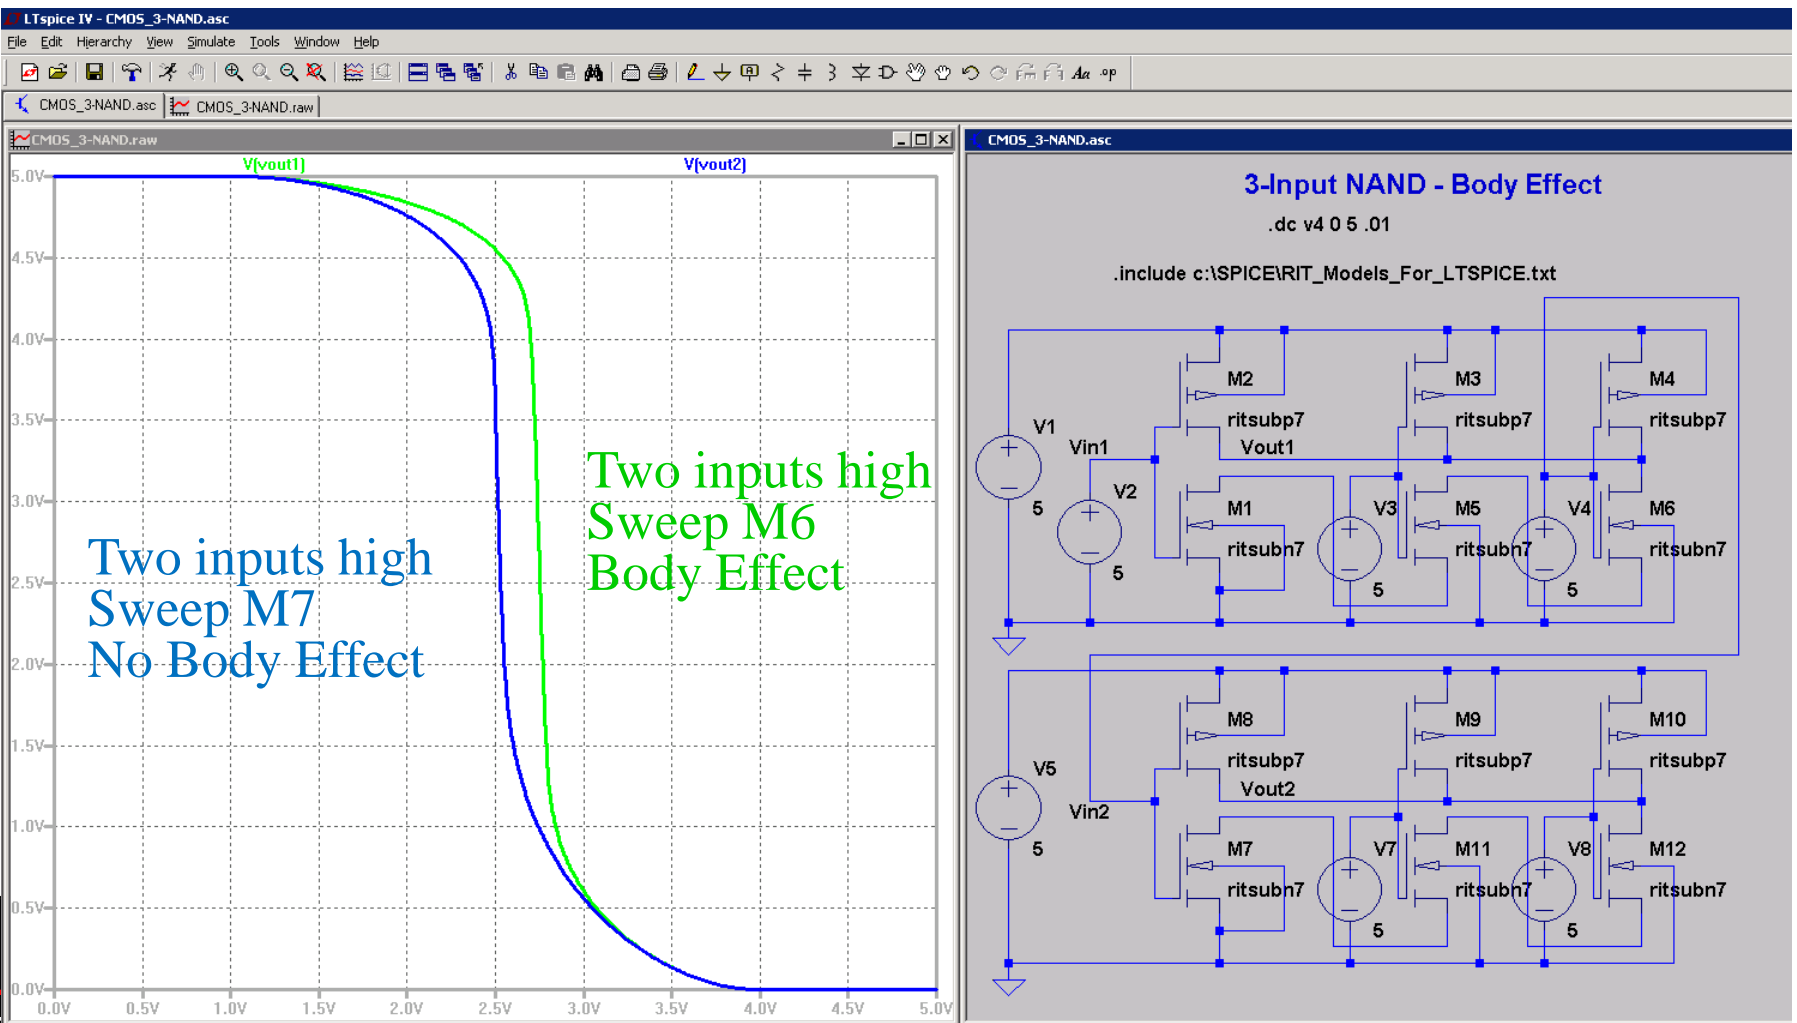 LTspice IV - CMOS_3-NAND.asc
File Edit Hierarchy View Simulate Tools Window Help
Aa .op
CMOS_3-NAND.asc CMOS_3-NAND.raw
CMOS_3-NAND.raw
V(vout1) V(vout2)
5.0V
4.5V
4.0V
3.5V
3.0V
2.5V
2.0V
1.5V
1.0V
0.5V
0.0V
0.0V 0.5V 1.0V 1.5V 2.0V 2.5V 3.0V 3.5V 4.0V 4.5V 5.0V
Two inputs high
Sweep M7
No Body Effect
Two inputs high
Sweep M6
Body Effect
CMOS_3-NAND.asc
3-Input NAND - Body Effect
.dc v4 0 5 .01
.include c:\SPICE\RIT_Models_For_LTSPICE.txt
M2 M3 M4
ritsubp7 ritsubp7 ritsubp7
V1 Vin1 Vout1
V2
5 M1 V3 M5 V4 M6
ritsubn7 ritsubn7 ritsubn7
5 5 5
M8 M9 M10
ritsubp7 ritsubp7 ritsubp7
V5 Vout2
Vin2
5 M7 V7 M11 V8 M12
ritsubn7 ritsubn7 ritsubn7
5 5